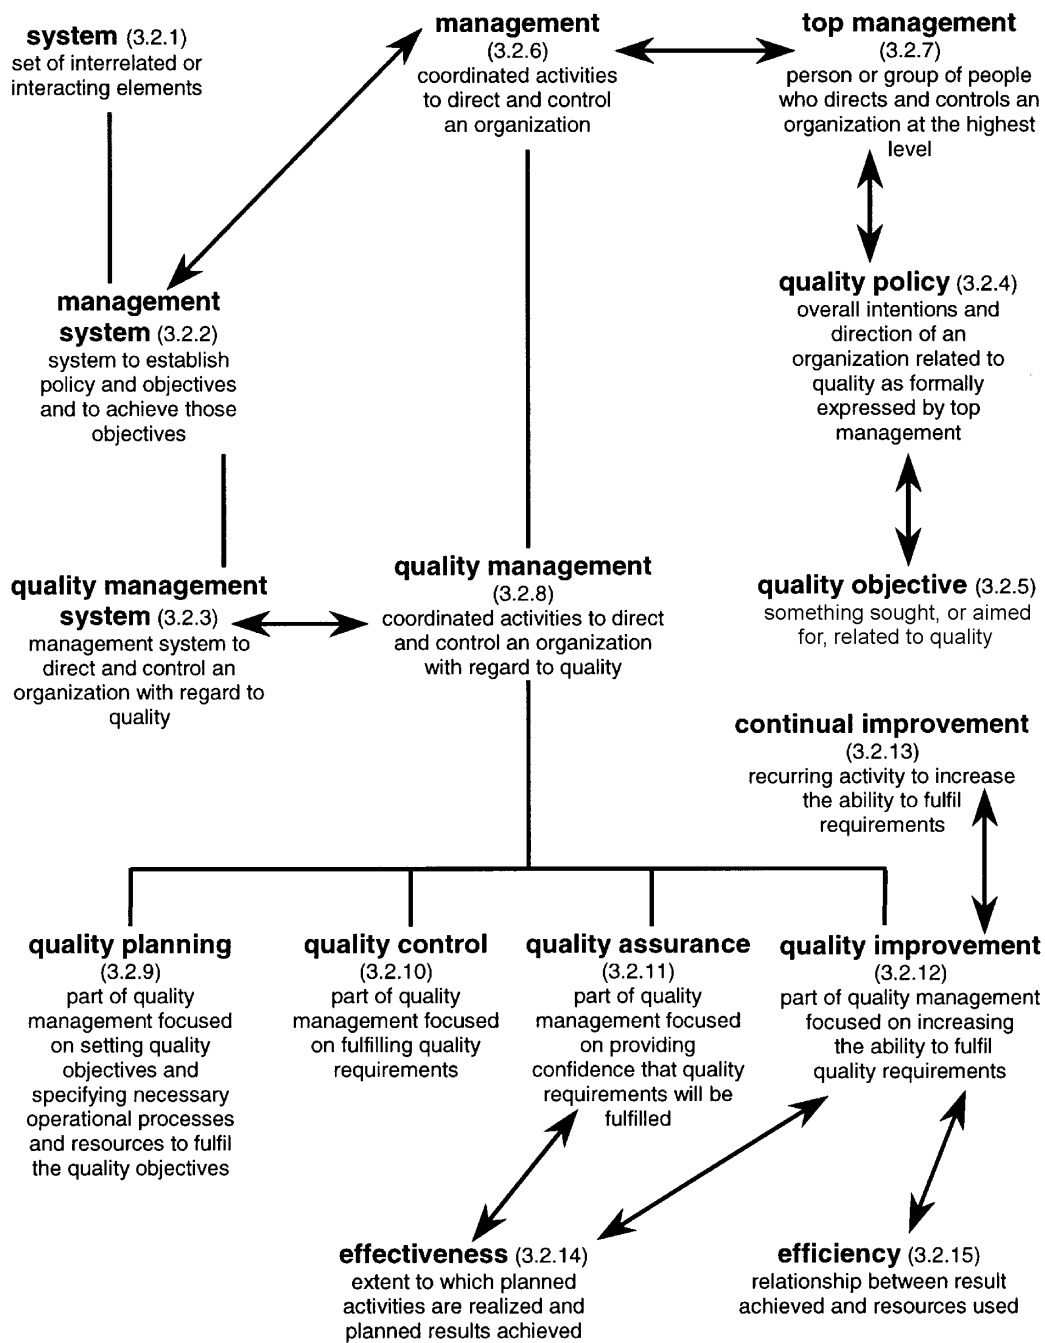 system (3.2.1)
set of interrelated or
interacting elements
management
(3.2.6)
coordinated activities
to direct and control
an organization
top management
(3.2.7)
person or group of people
who directs and controls an
organization at the highest
level
management
system (3.2.2)
system to establish
policy and objectives
and to achieve those
objectives
quality policy (3.2.4)
overall intentions and
direction of an
organization related to
quality as formally
expressed by top
management
quality management
system (3.2.3)
management system to
direct and control an
organization with regard to
quality
quality management
(3.2.8)
coordinated activities to direct
and control an organization
with regard to quality
quality objective (3.2.5)
something sought, or aimed
for, related to quality
continual improvement
(3.2.13)
recurring activity to increase
the ability to fulfil
requirements
quality planning
(3.2.9)
part of quality
management focused
on setting quality
objectives and
specifying necessary
operational processes
and resources to fulfil
the quality objectives
quality control
(3.2.10)
part of quality
management focused
on fulfilling quality
requirements
quality assurance
(3.2.11)
part of quality
management focused
on providing
confidence that quality
requirements will be
fulfilled
quality improvement
(3.2.12)
part of quality management
focused on increasing
the ability to fulfil
quality requirements
effectiveness (3.2.14)
extent to which planned
activities are realized and
planned results achieved
efficiency (3.2.15)
relationship between result
achieved and resources used